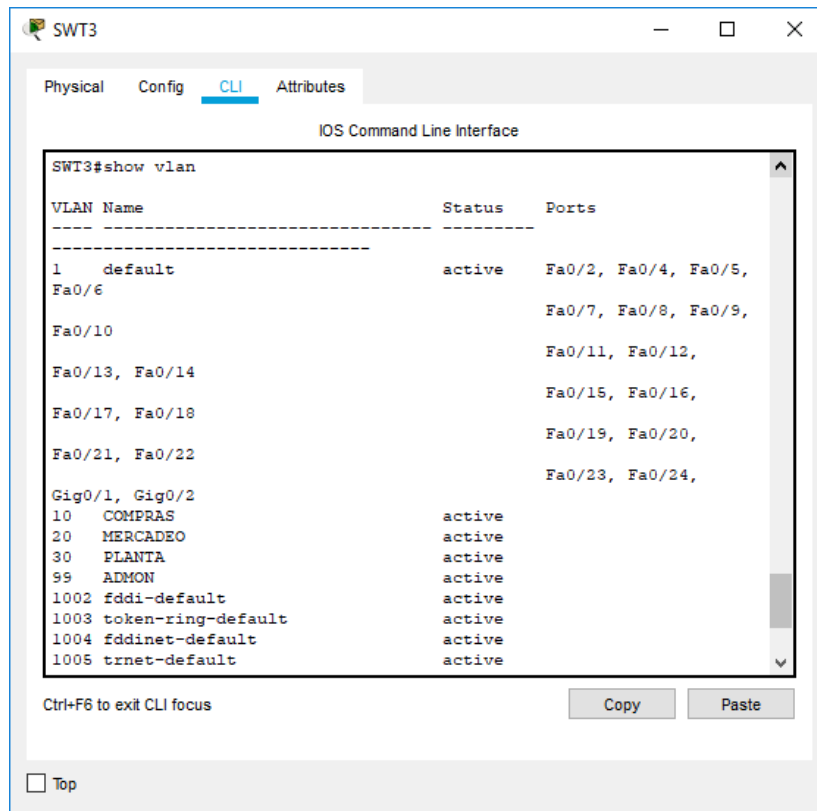 SWT3
Physical Config CLI Attributes
IOS Command Line Interface
SWT3#show vlan
VLAN Name Status Ports
---- -------------------------------- ---------
-------------------------------
1 default active Fa0/2, Fa0/4, Fa0/5,
Fa0/6
Fa0/7, Fa0/8, Fa0/9,
Fa0/10
Fa0/11, Fa0/12,
Fa0/13, Fa0/14
Fa0/15, Fa0/16,
Fa0/17, Fa0/18
Fa0/19, Fa0/20,
Fa0/21, Fa0/22
Fa0/23, Fa0/24,
Gig0/1, Gig0/2
10 COMPRAS active
20 MERCADEO active
30 PLANTA active
99 ADMON active
1002 fddi-default active
1003 token-ring-default active
1004 fddinet-default active
1005 trnet-default active
Ctrl+F6 to exit CLI focus Copy Paste
Top